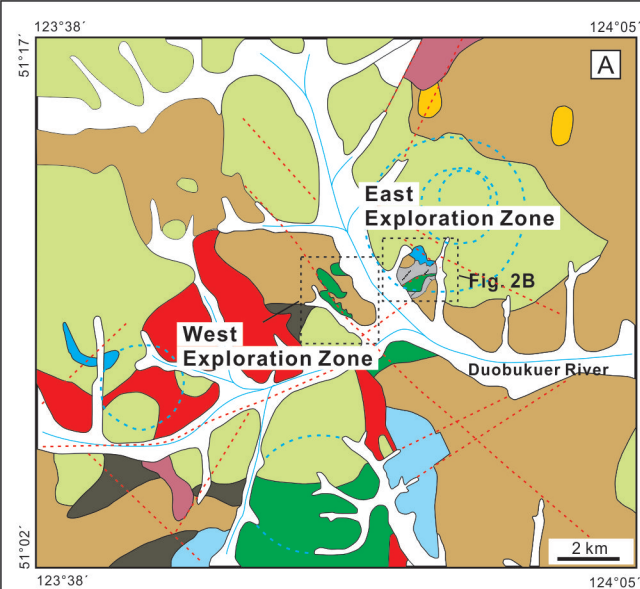 123°38´
124°05´
51°17´
A
East
Exploration Zone
Fig. 2B
West
Exploration Zone
Duobukuer River
51°02´
2 km
123°38´
124°05´